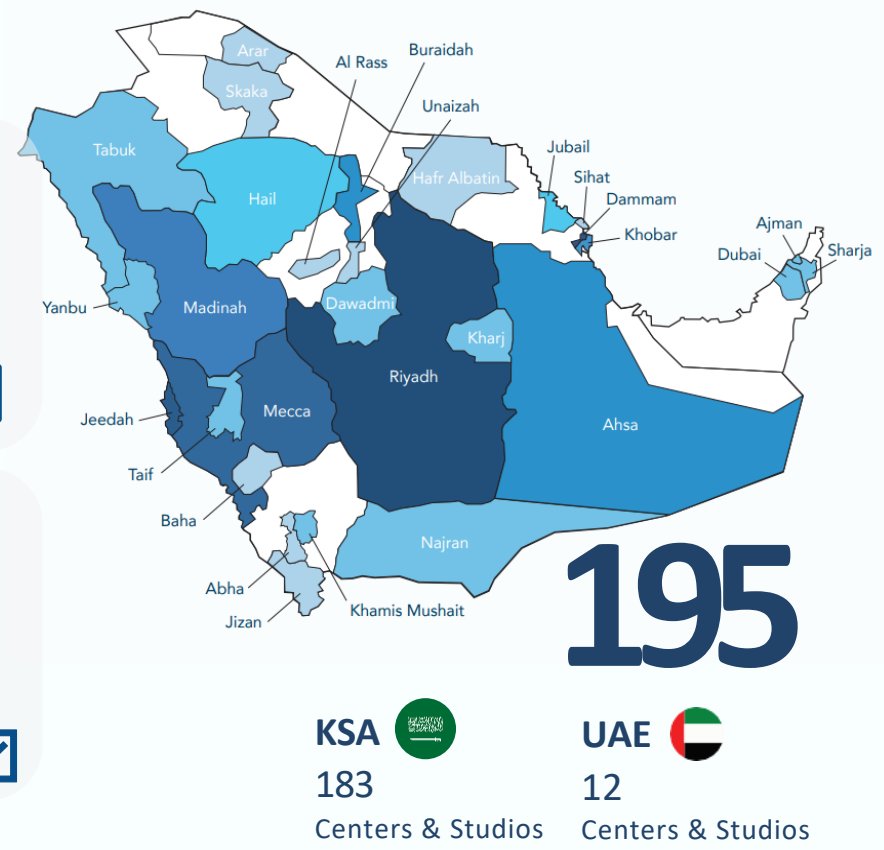 Arar
Al Rass
Buraidah
Skaka
Unaizah
Tabuk
Hail
Hafr Albatin
Jubail
Sihat
Dammam
Khobar
Ajman
Dubai
Sharja
Yanbu
Madinah
Dawadmi
Kharj
Riyadh
Jeedah
Mecca
Ahsa
Taif
Baha
Najran
Abha
Khamis Mushait
Jizan
195
KSA
183
Centers & Studios
UAE
12
Centers & Studios